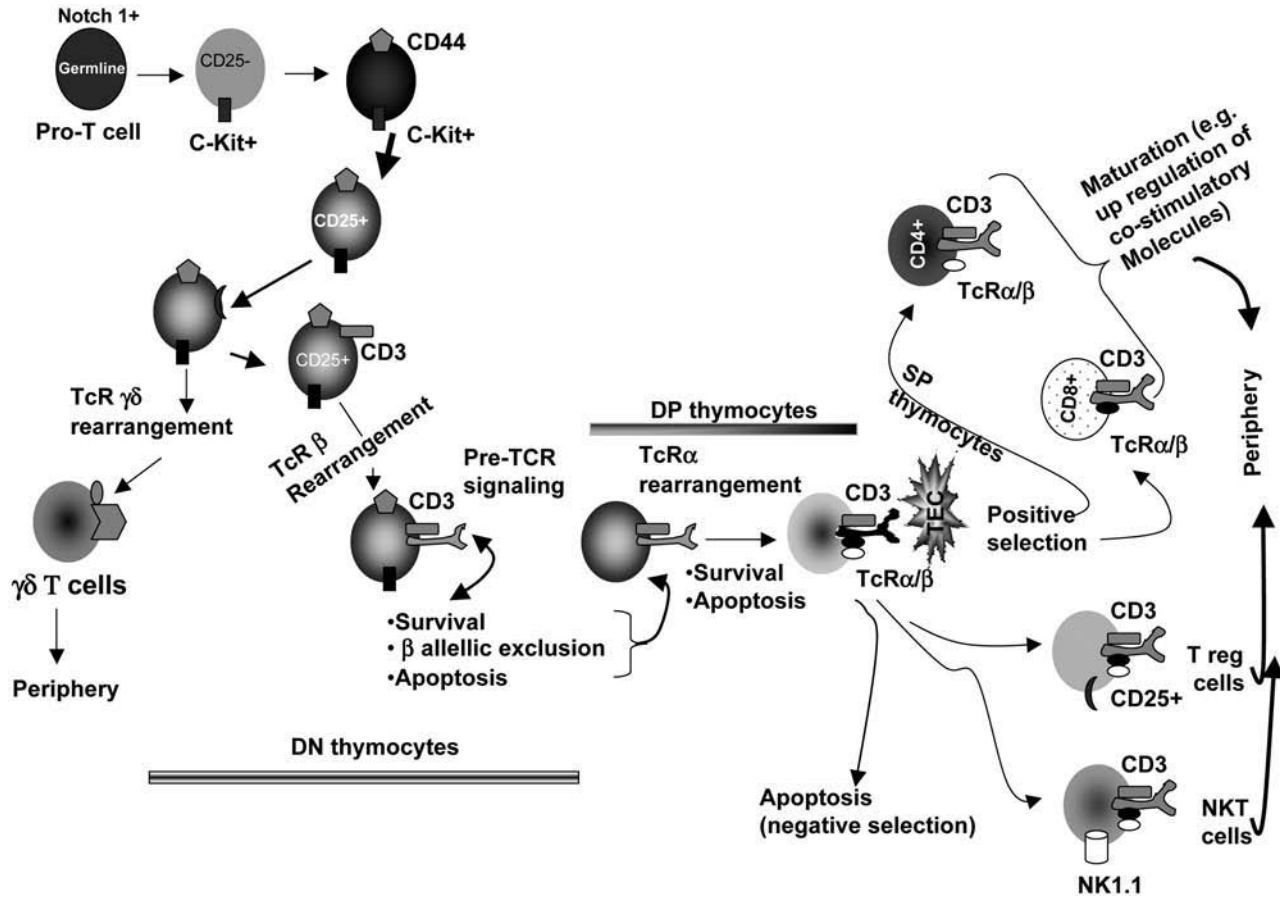 Notch 1+
Germline
Pro-T cell
CD25-
C-Kit+
CD44
C-Kit+
CD25+
CD25+
CD3
TcR γδ
rearrangement
γδ T cells
Periphery
TcR β
Rearrangement
CD3
Pre-TCR
signaling
•Survival
• β allellic exclusion
•Apoptosis
DN thymocytes
DP thymocytes
TcRα
rearrangement
•Survival
•Apoptosis
CD3
TcRα/β
TEC
Positive
selection
SP
thymocytes
CD4+
CD3
TcRα/β
CD8+
CD3
TcRα/β
Maturation (e.g.
up regulation of
co-stimulatory
Molecules)
Periphery
CD3
T reg
cells
CD25+
CD3
NKT
cells
NK1.1
Apoptosis
(negative selection)